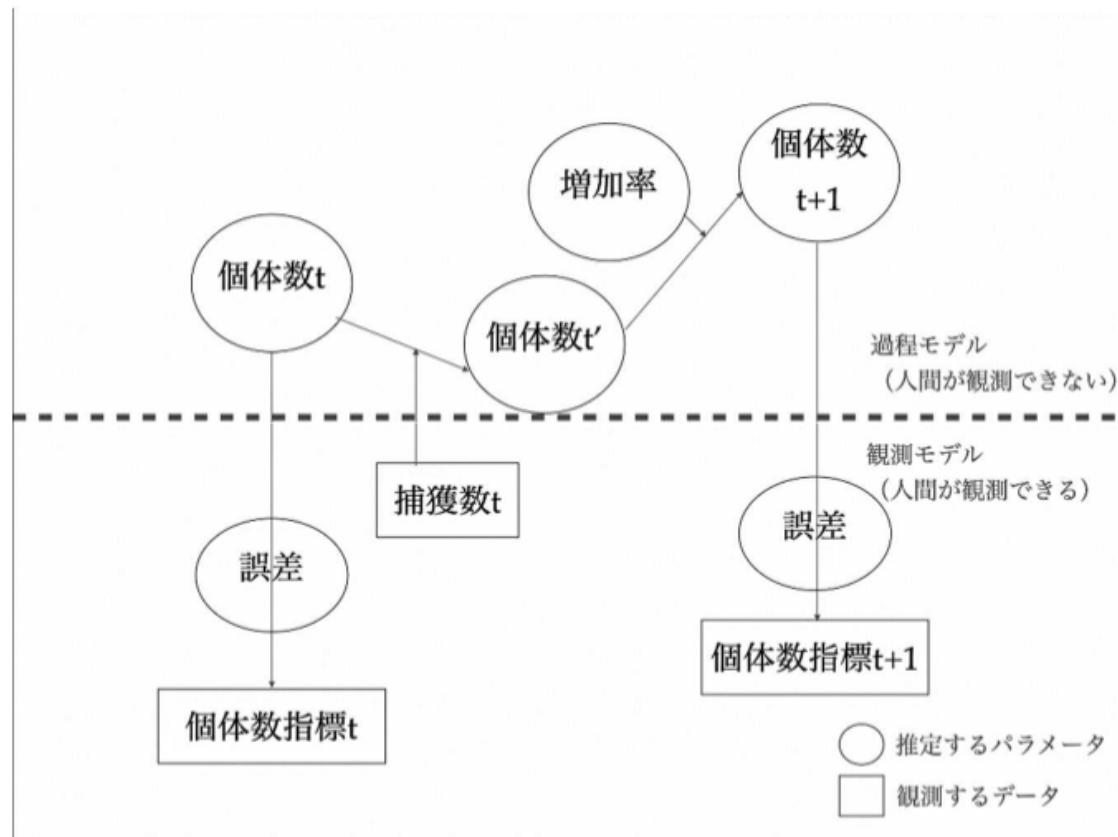 個体数
t+1
増加率
個体数t
個体数t′
過程モデル
（人間が観測できない）
観測モデル
（人間が観測できる）
捕獲数t
誤差
誤差
個体数指標t+1
個体数指標t
推定するパラメータ
観測するデータ